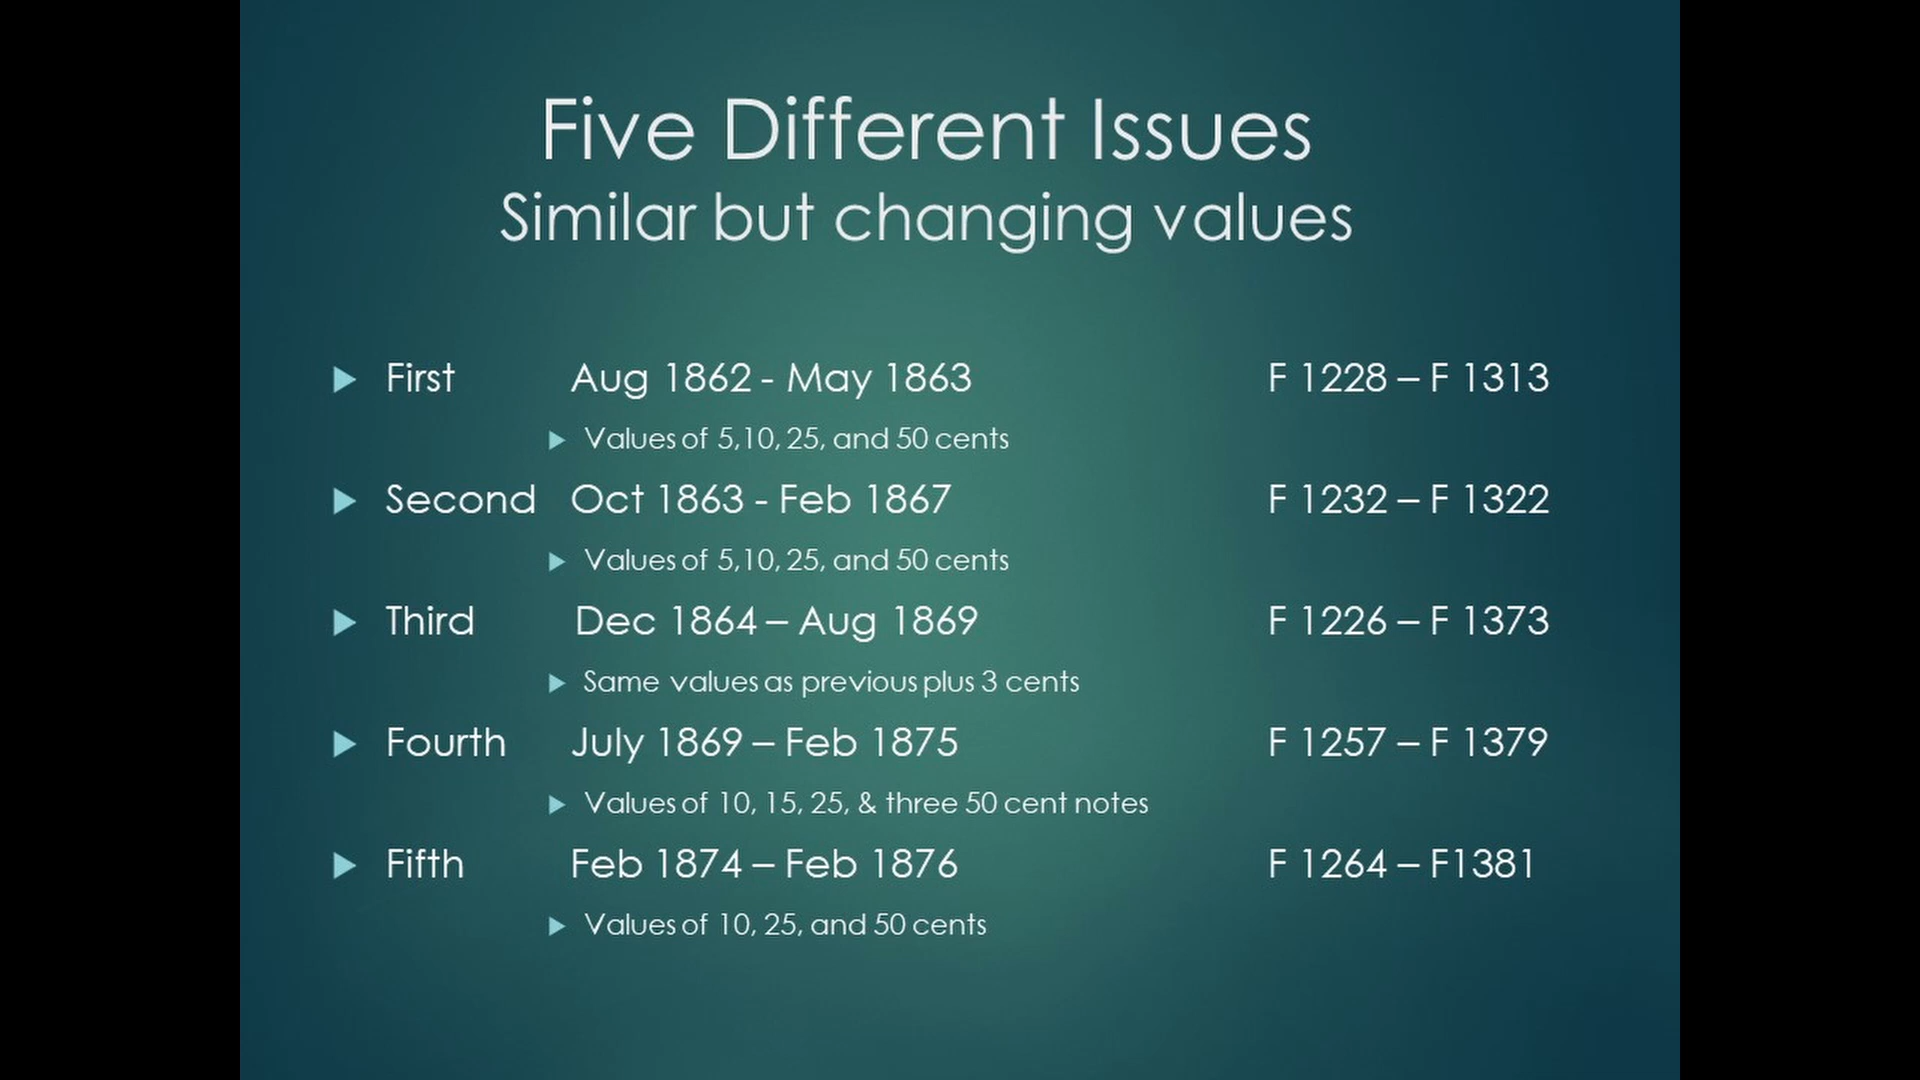 Five Different Issues
Similar but changing values
First Aug 1862 - May 1863 F 1228 – F 1313
Values of 5,10, 25, and 50 cents
Second Oct 1863 - Feb 1867 F 1232 – F 1322
Values of 5,10, 25, and 50 cents
Third Dec 1864 – Aug 1869 F 1226 – F 1373
Same values as previous plus 3 cents
Fourth July 1869 – Feb 1875 F 1257 – F 1379
Values of 10, 15, 25, & three 50 cent notes
Fifth Feb 1874 – Feb 1876 F 1264 – F1381
Values of 10, 25, and 50 cents